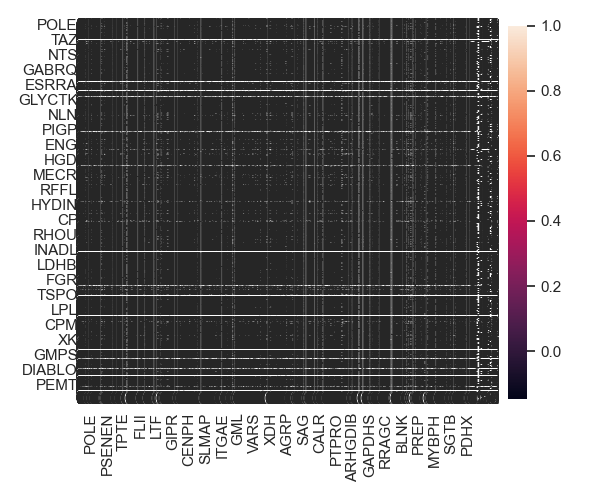 POLE
TAZ
NTS
GABRQ
ESRRA
GLYCTK
NLN
PIGP
ENG
HGD
MECR
RFFL
HYDIN
CP
RHOU
INADL
LDHB
FGR
TSPO
LPL
CPM
XK
GMPS
DIABLO
PEMT
1.0
0.8
0.6
0.4
0.2
0.0
POLE
PSENEN
TPTE
FLII
LTF
GIPR
CENPH
SLMAP
ITGAE
GML
VARS
XDH
AGRP
SAG
CALR
PTPRO
ARHGDIB
GAPDHS
RRAGC
BLNK
PREP
MYBPH
SGTB
PDHX